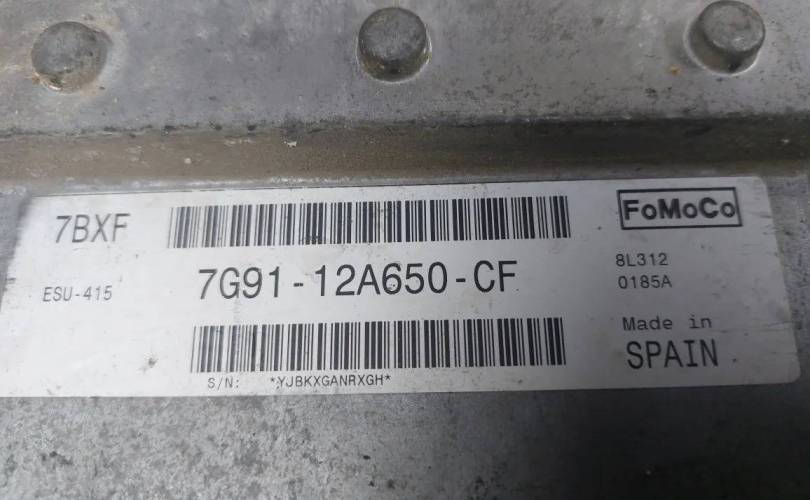 7BXF
FoMoCo
ESU-415
7G91-12A650-CF
8L312
0185A
Made in
SPAIN
S/N: *YJBKXGANRXGH*